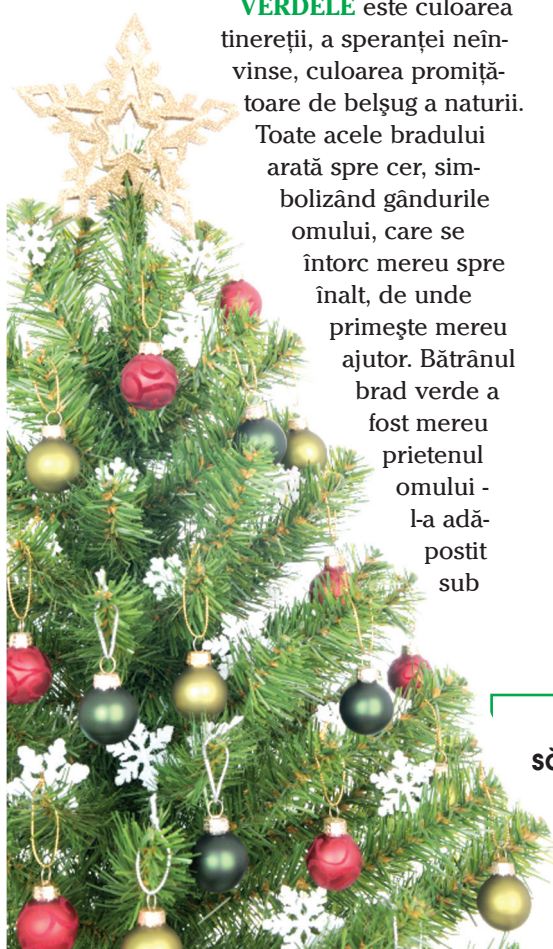 VERDELE este culoarea
tinereții, a speranței neîn-
vinse, culoarea promiță-
toare de belşug a naturii.
Toate acele bradului
arată spre cer, sim-
bolizând gândurile
omului, care se
întorc mereu spre
înalt, de unde
primeşte mereu
ajutor. Bătrânul
brad verde a
fost mereu
prietenul
omului -
l-a adă-
postit
sub